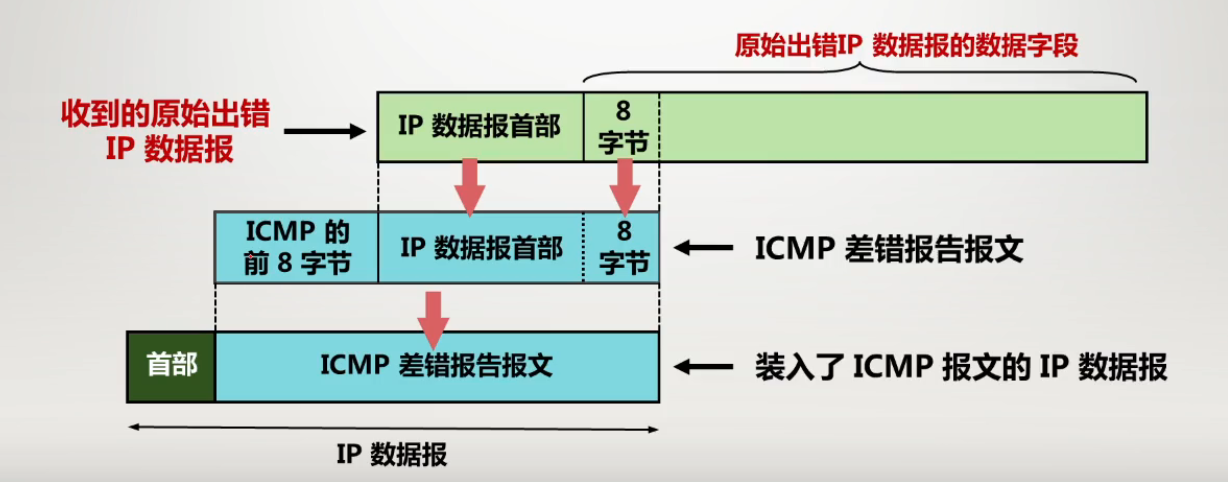 原始出错IP 数据报的数据字段
收到的原始出错
IP 数据报
IP 数据报首部
8
字节
ICMP 的
前 8 字节
IP 数据报首部
8
字节
ICMP 差错报告报文
首部
ICMP 差错报告报文
装入了 ICMP 报文的 IP 数据报
IP 数据报